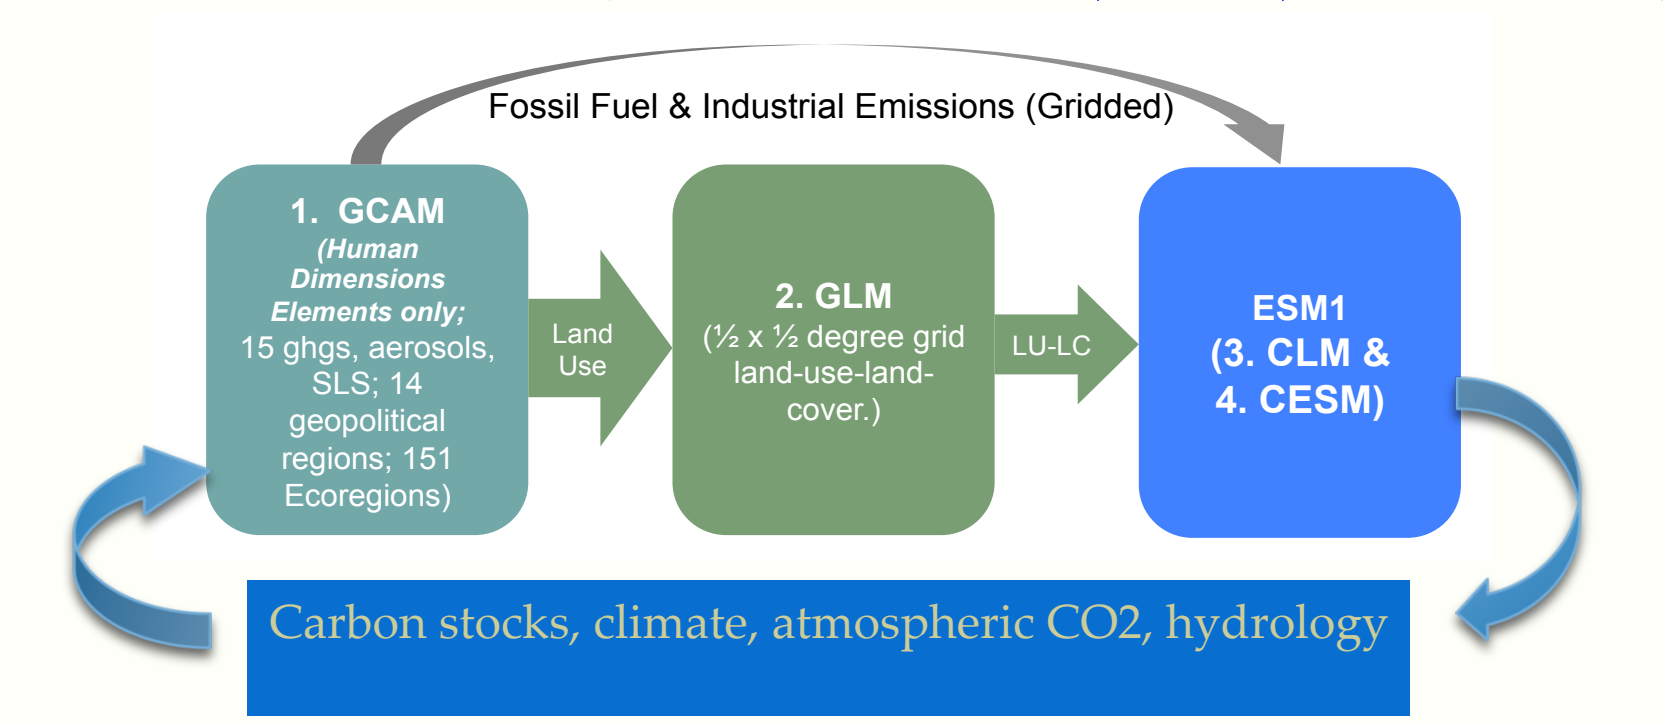 Fossil Fuel & Industrial Emissions (Gridded)
1. GCAM
(Human
Dimensions
Elements only;
15 ghgs, aerosols,
SLS; 14
geopolitical
regions; 151
Ecoregions)
Land
Use
2. GLM
(½ x ½ degree grid
land-use-land-
cover.)
LU-LC
ESM1
(3. CLM &
4. CESM)
Carbon stocks, climate, atmospheric CO2, hydrology